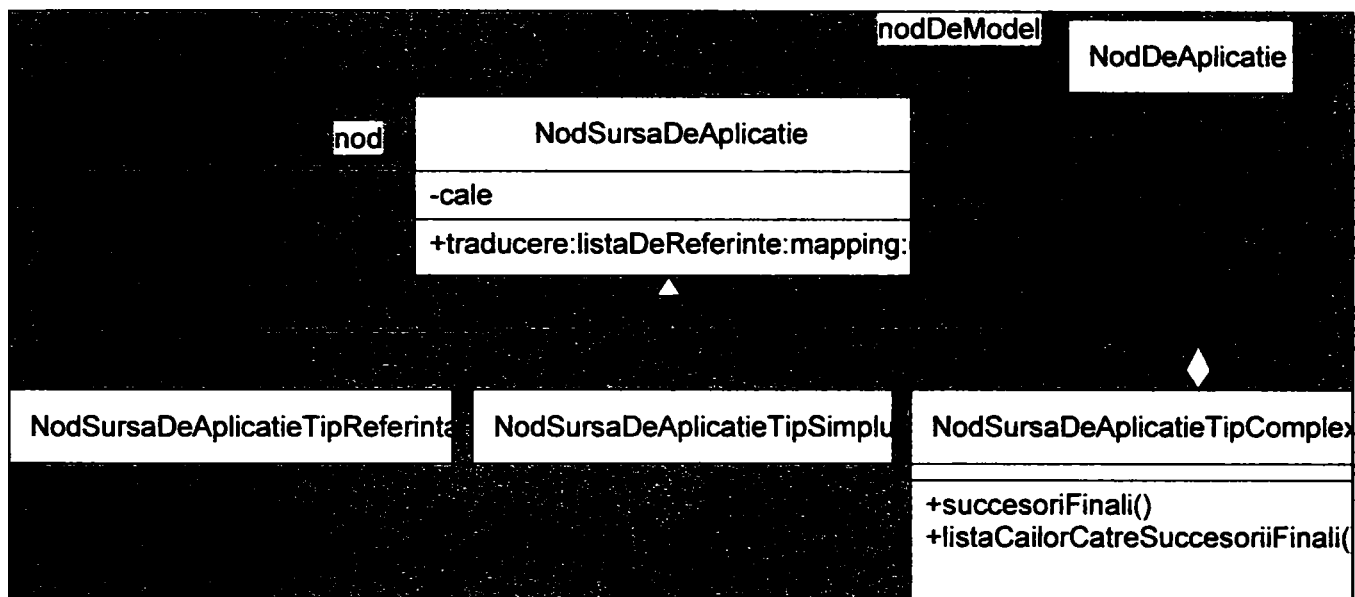 nodDeModel
NodDeAplicatie
nod
NodSursaDeAplicatie
-cale
+traducere:listaDeReferinte:mapping:
NodSursaDeAplicatieTipReferinta
NodSursaDeAplicatieTipSimplu
NodSursaDeAplicatieTipComplex
+succesoriFinali()
+listaCailorCatreSuccesoriiFinali(